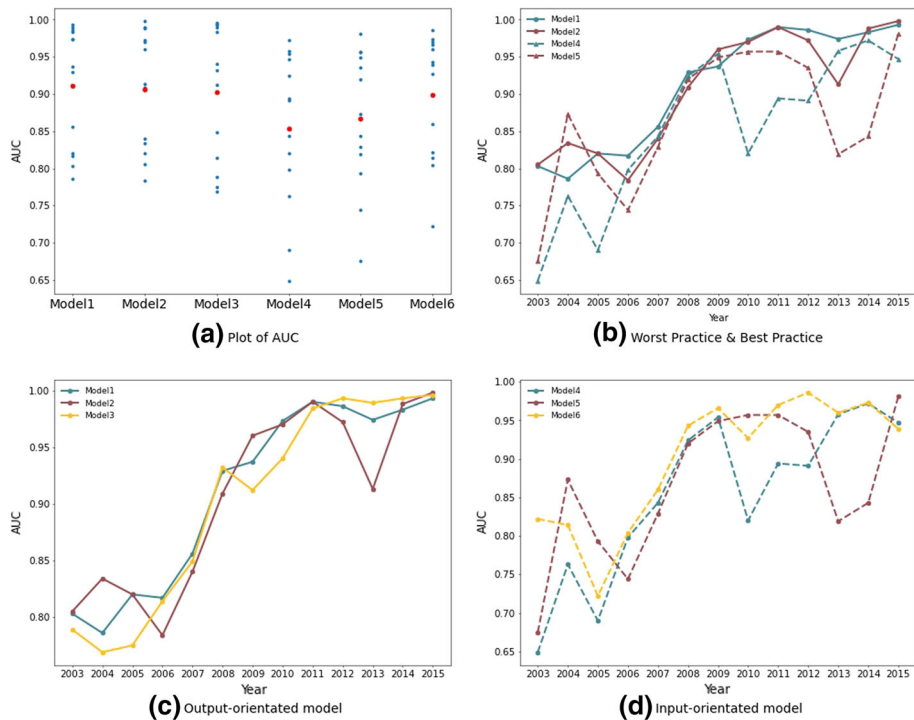 1.00
0.95
0.90
0.85
0.80
0.75
0.70
0.65
AUC
Model1 Model2 Model3 Model4 Model5 Model6
(a) Plot of AUC
Model1
Model2
Model4
Model5
1.00
0.95
0.90
0.85
0.80
0.75
0.70
0.65
AUC
2003 2004 2005 2006 2007 2008 2009 2010 2011 2012 2013 2014 2015
Year
(b) Worst Practice & Best Practice
Model1
Model2
Model3
1.00
0.95
0.90
0.85
0.80
AUC
2003 2004 2005 2006 2007 2008 2009 2010 2011 2012 2013 2014 2015
Year
(c) Output-orientated model
Model4
Model5
Model6
1.00
0.95
0.90
0.85
0.80
0.75
0.70
0.65
AUC
2003 2004 2005 2006 2007 2008 2009 2010 2011 2012 2013 2014 2015
Year
(d) Input-orientated model